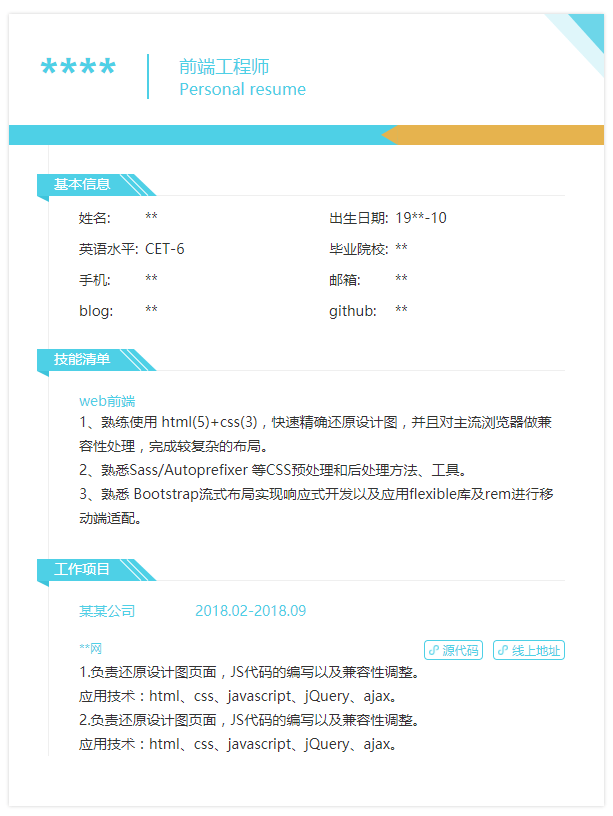 ****
前端工程师
Personal resume
基本信息
姓名: ** 出生日期: 19**-10
英语水平: CET-6 毕业院校: **
手机: ** 邮箱: **
blog: ** github: **
技能清单
web前端
1、熟练使用 html(5)+css(3)，快速精确还原设计图，并且对主流浏览器做兼
容性处理，完成较复杂的布局。
2、熟悉Sass/Autoprefixer 等CSS预处理和后处理方法、工具。
3、熟悉 Bootstrap流式布局实现响应式开发以及应用flexible库及rem进行移
动端适配。
工作项目
某某公司 2018.02-2018.09
**网 源代码 线上地址
1.负责还原设计图页面，JS代码的编写以及兼容性调整。
应用技术：html、css、javascript、jQuery、ajax。
2.负责还原设计图页面，JS代码的编写以及兼容性调整。
应用技术：html、css、javascript、jQuery、ajax。